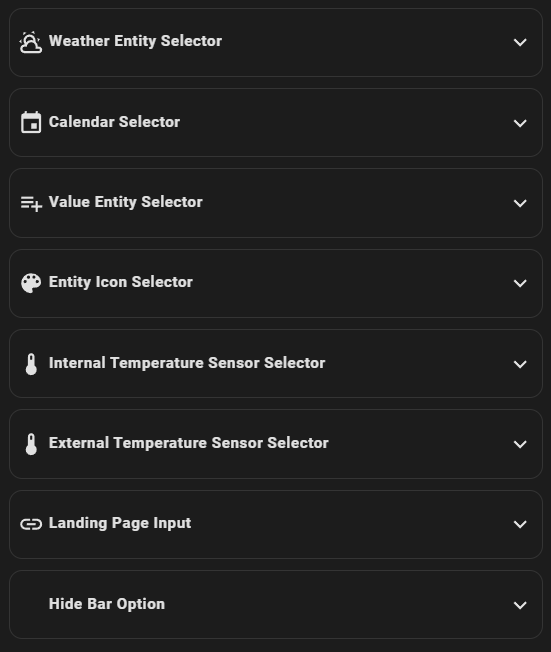 Weather Entity Selector
Calendar Selector
Value Entity Selector
Entity Icon Selector
Internal Temperature Sensor Selector
External Temperature Sensor Selector
Landing Page Input
Hide Bar Option